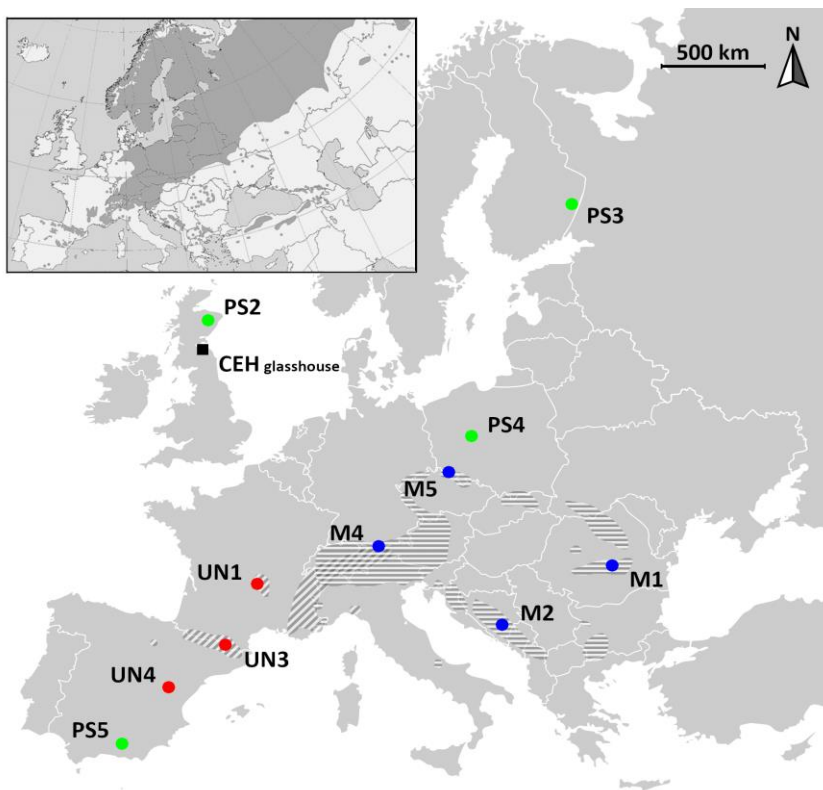 500 km
N
PS3
PS2
CEH glasshouse
PS4
M5
M4
UN1
M1
M2
UN3
UN4
PS5